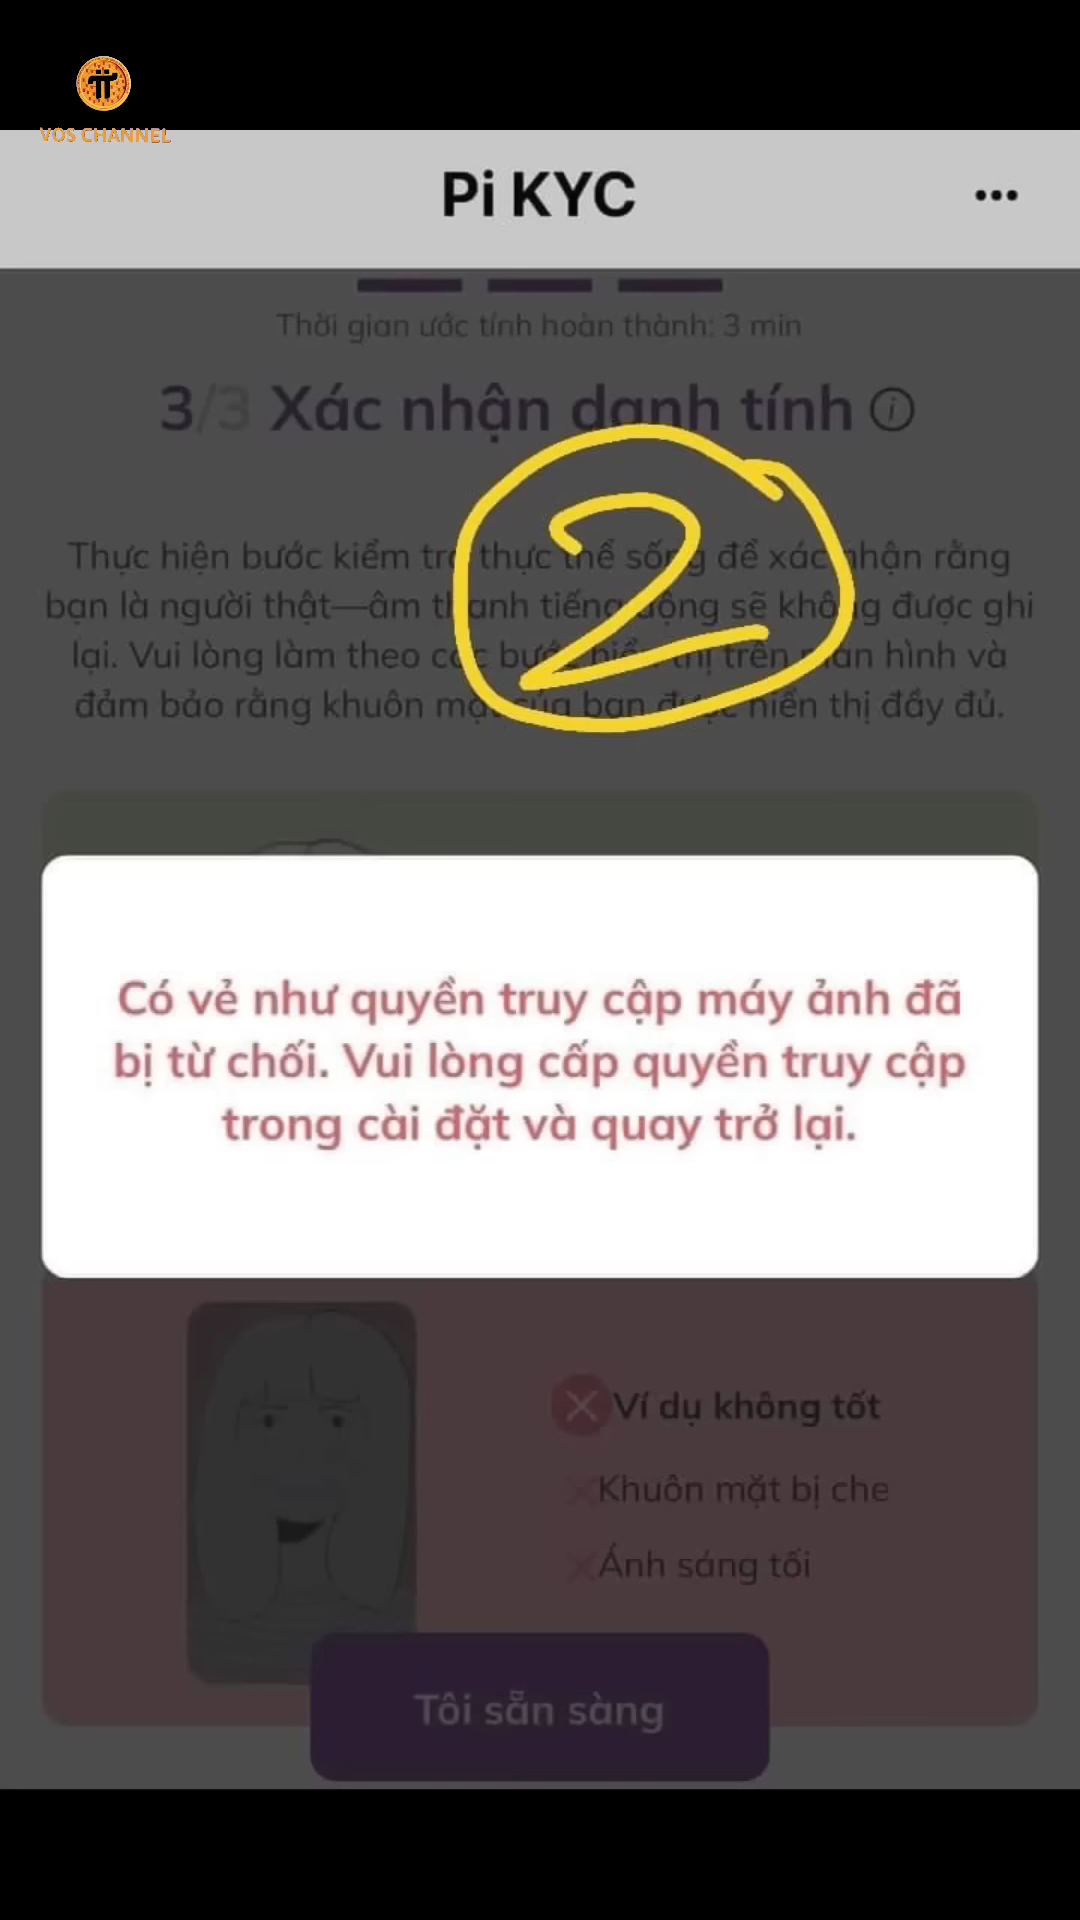 VOS CHANNEL
Pi KYC
Thời gian ước tính hoàn thành: 3 min
3/3 Xác nhận danh tính
2
Thực hiện bước kiểm tra thực thể sống để xác nhận rằng
bạn là người thật—âm thanh tiếng động sẽ không được ghi
lại. Vui lòng làm theo các bước hiển thị trên màn hình và
đảm bảo rằng khuôn mặt của bạn được hiển thị đầy đủ.
Có vẻ như quyền truy cập máy ảnh đã
bị từ chối. Vui lòng cấp quyền truy cập
trong cài đặt và quay trở lại.
Ví dụ không tốt
Khuôn mặt bị che
Ánh sáng tối
Tôi sẵn sàng